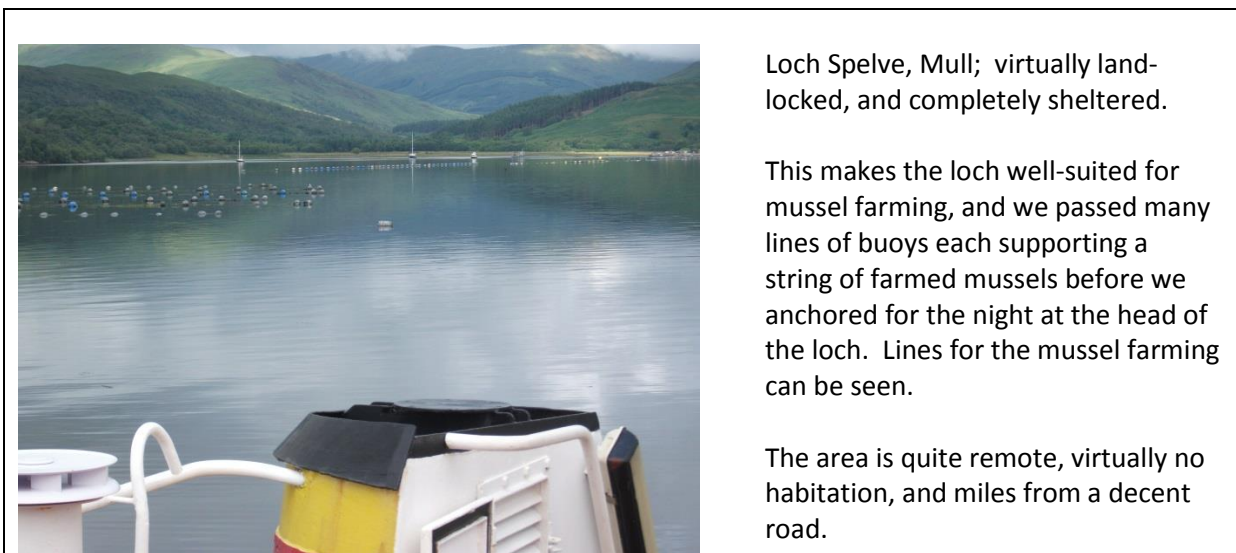 Loch Spelve, Mull;  virtually land-
locked, and completely sheltered.
This makes the loch well-suited for
mussel farming, and we passed many
lines of buoys each supporting a
string of farmed mussels before we
anchored for the night at the head of
the loch.  Lines for the mussel farming
can be seen.
The area is quite remote, virtually no
habitation, and miles from a decent
road.